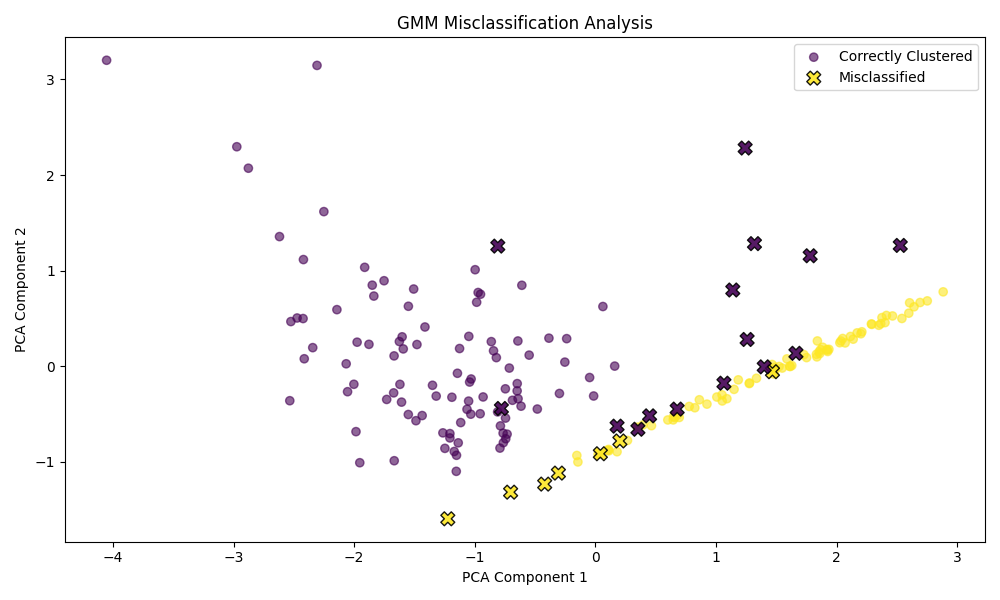 GMM Misclassification Analysis
Correctly Clustered
Misclassified
PCA Component 2
3
2
1
0
−1
−4
−3
−2
−1
0
1
2
3
PCA Component 1